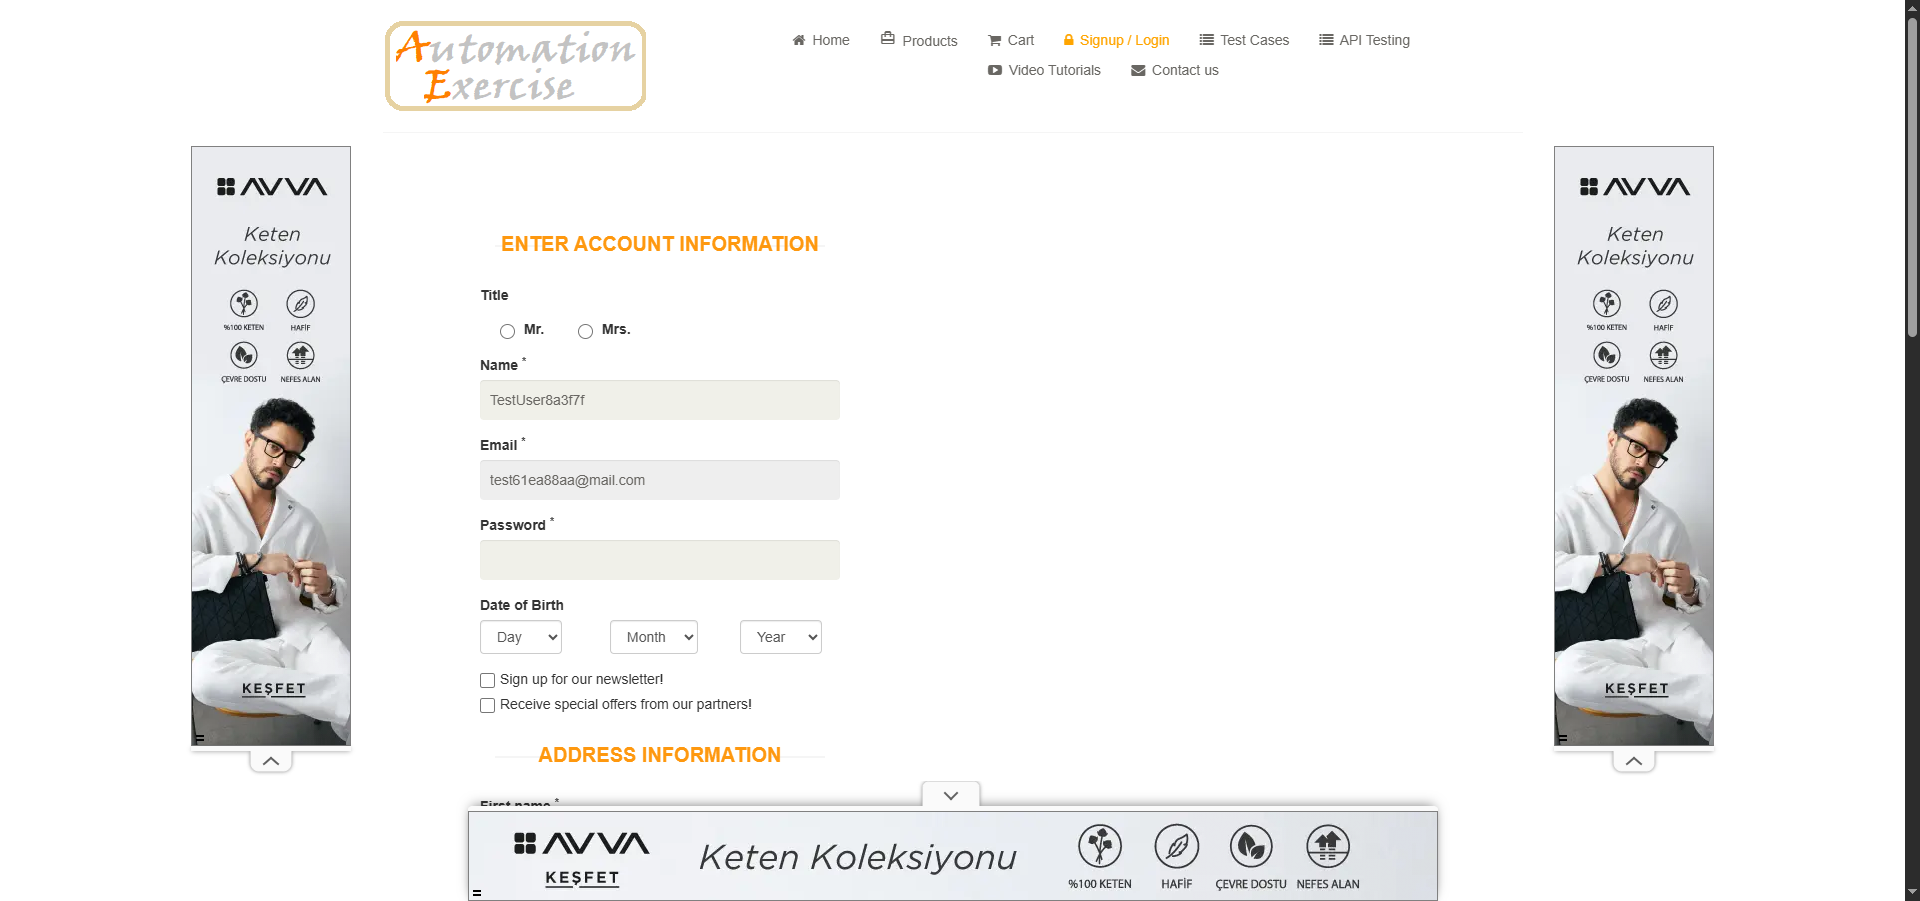 Automation
Exercise
Home
Products
Cart
Signup / Login
Test Cases
API Testing
Video Tutorials
Contact us
AVVA
Keten
Koleksiyonu
%100 KETEN
HAFİF
ÇEVRE DOSTU
NEFES ALAN
KEŞFET
ENTER ACCOUNT INFORMATION
Title
Mr.
Mrs.
Name *
TestUser8a3f7f
Email *
test61ea88aa@mail.com
Password *
Date of Birth
Day
Month
Year
Sign up for our newsletter!
Receive special offers from our partners!
ADDRESS INFORMATION
First name *
AVVA
Keten
Koleksiyonu
%100 KETEN
HAFİF
ÇEVRE DOSTU
NEFES ALAN
KEŞFET
AVVA
KEŞFET
Keten Koleksiyonu
%100 KETEN
HAFİF
ÇEVRE DOSTU
NEFES ALAN